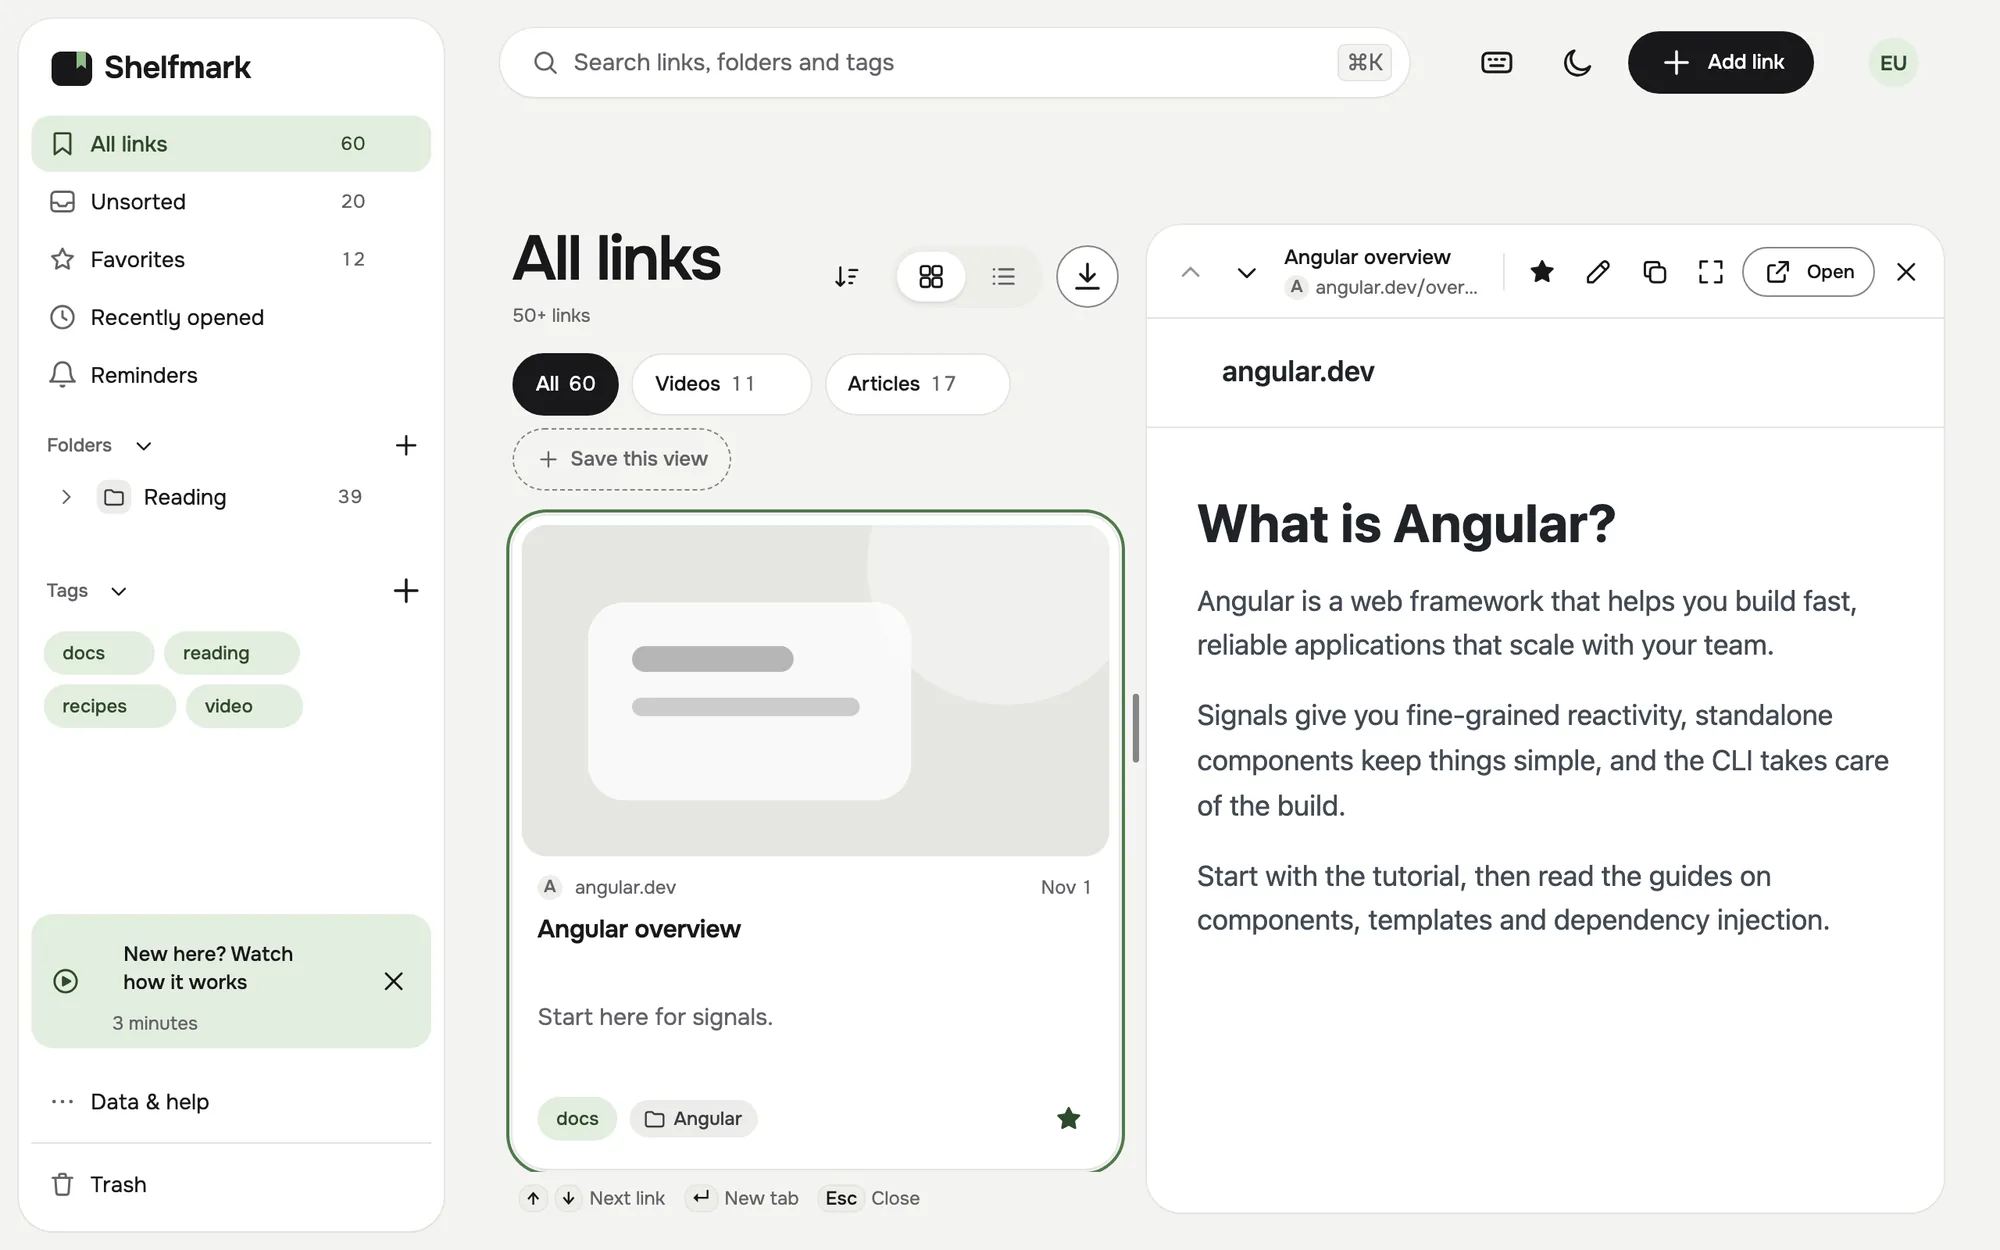 Shelfmark
All links 60
Unsorted 20
Favorites 12
Recently opened
Reminders
Folders
Reading 39
Tags
docs
reading
recipes
video
New here? Watch
how it works
3 minutes
Data & help
Trash
Search links, folders and tags
⌘K
Add link
EU
All links
50+ links
All 60
Videos 11
Articles 17
Save this view
A angular.dev
Nov 1
Angular overview
Start here for signals.
docs
Angular
↑ ↓ Next link
↵ New tab
Esc Close
Angular overview
A angular.dev/over...
Open
angular.dev
What is Angular?
Angular is a web framework that helps you build fast,
reliable applications that scale with your team.
Signals give you fine-grained reactivity, standalone
components keep things simple, and the CLI takes care
of the build.
Start with the tutorial, then read the guides on
components, templates and dependency injection.